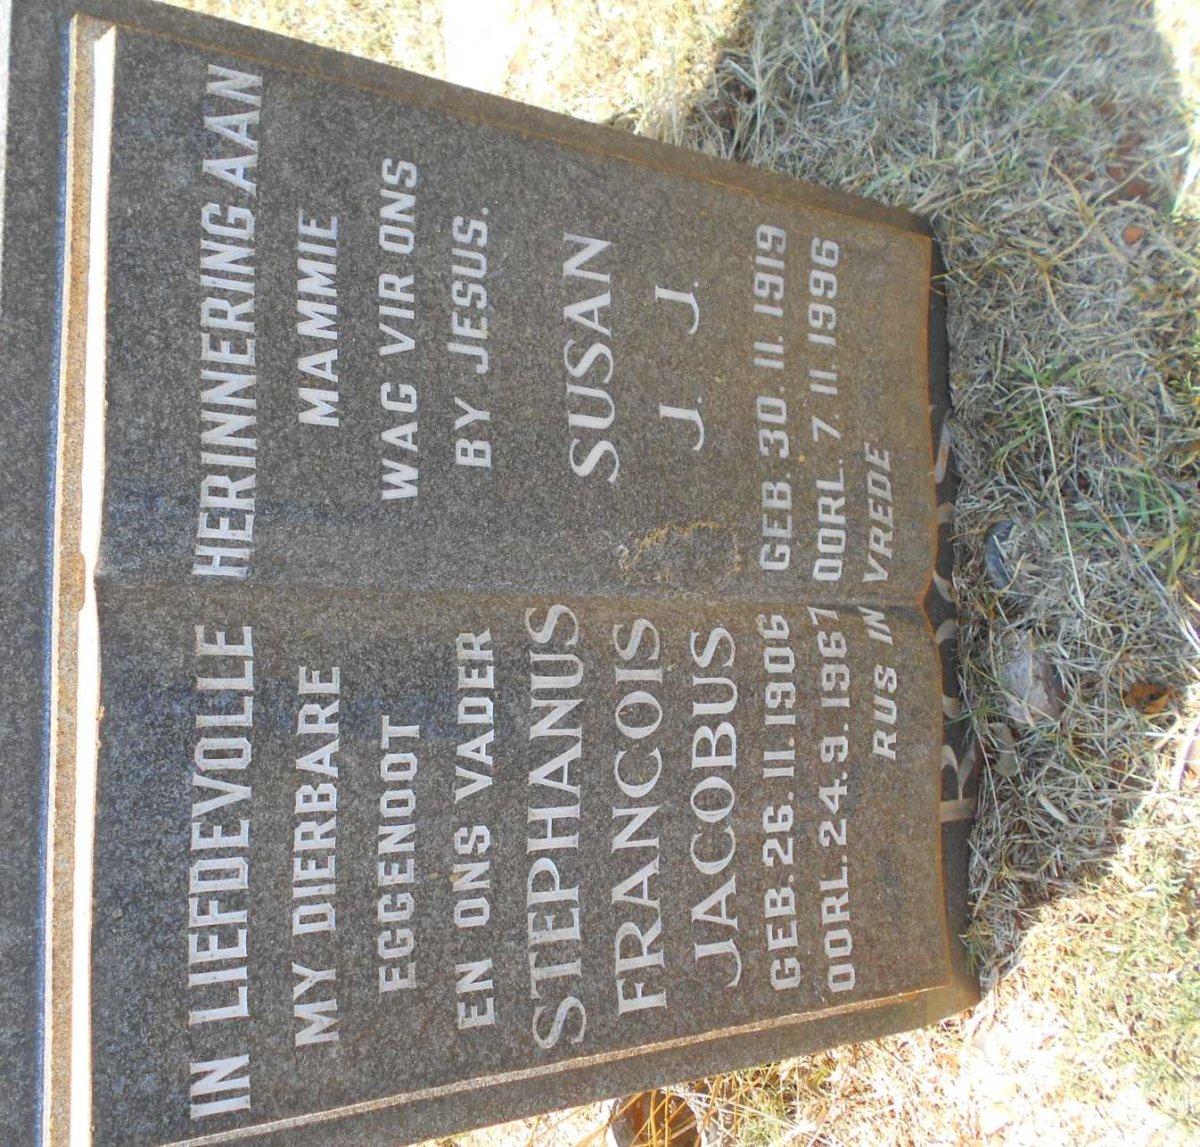 IN LIEFDEVOLLE HERINNERING AAN
MY DIERBARE
EGGENOOT
EN ONS VADER
STEPHANUS
FRANCOIS
JACOBUS
GEB. 26. 11. 1906
OORL. 24. 9. 1967
MAMMIE
WAG VIR ONS
BY JESUS.
SUSAN
J. J.
GEB. 30. 11. 1919
OORL. 7. 11. 1996
RUS IN VREDE